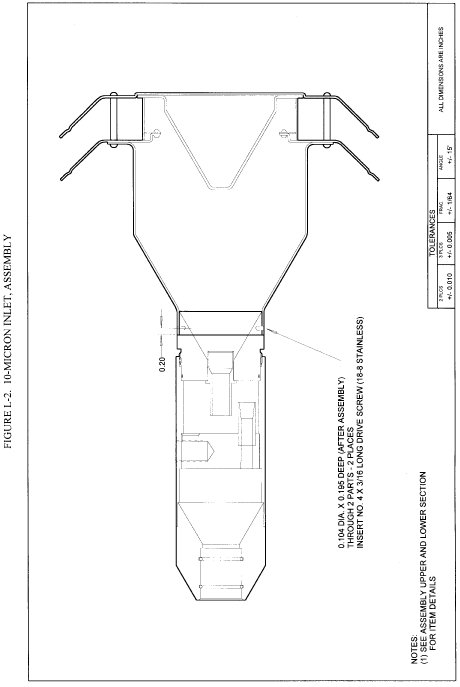 FIGURE L-2. 10-MICRON INLET, ASSEMBLY
0.20
0.104 DIA. X 0.195 DEEP (AFTER ASSEMBLY)
THROUGH 2 PARTS - 2 PLACES
INSERT NO. 4 X 3/16 LONG DRIVE SCREW (18-8 STAINLESS)
NOTES:
(1) SEE ASSEMBLY UPPER AND LOWER SECTION
FOR ITEM DETAILS
TOLERANCES
2 PLCS 3 PLCS FRAC. ANGLE
+/- 0.010 +/- 0.005 +/- 1/64 +/- 15'
ALL DIMENSIONS ARE INCHES